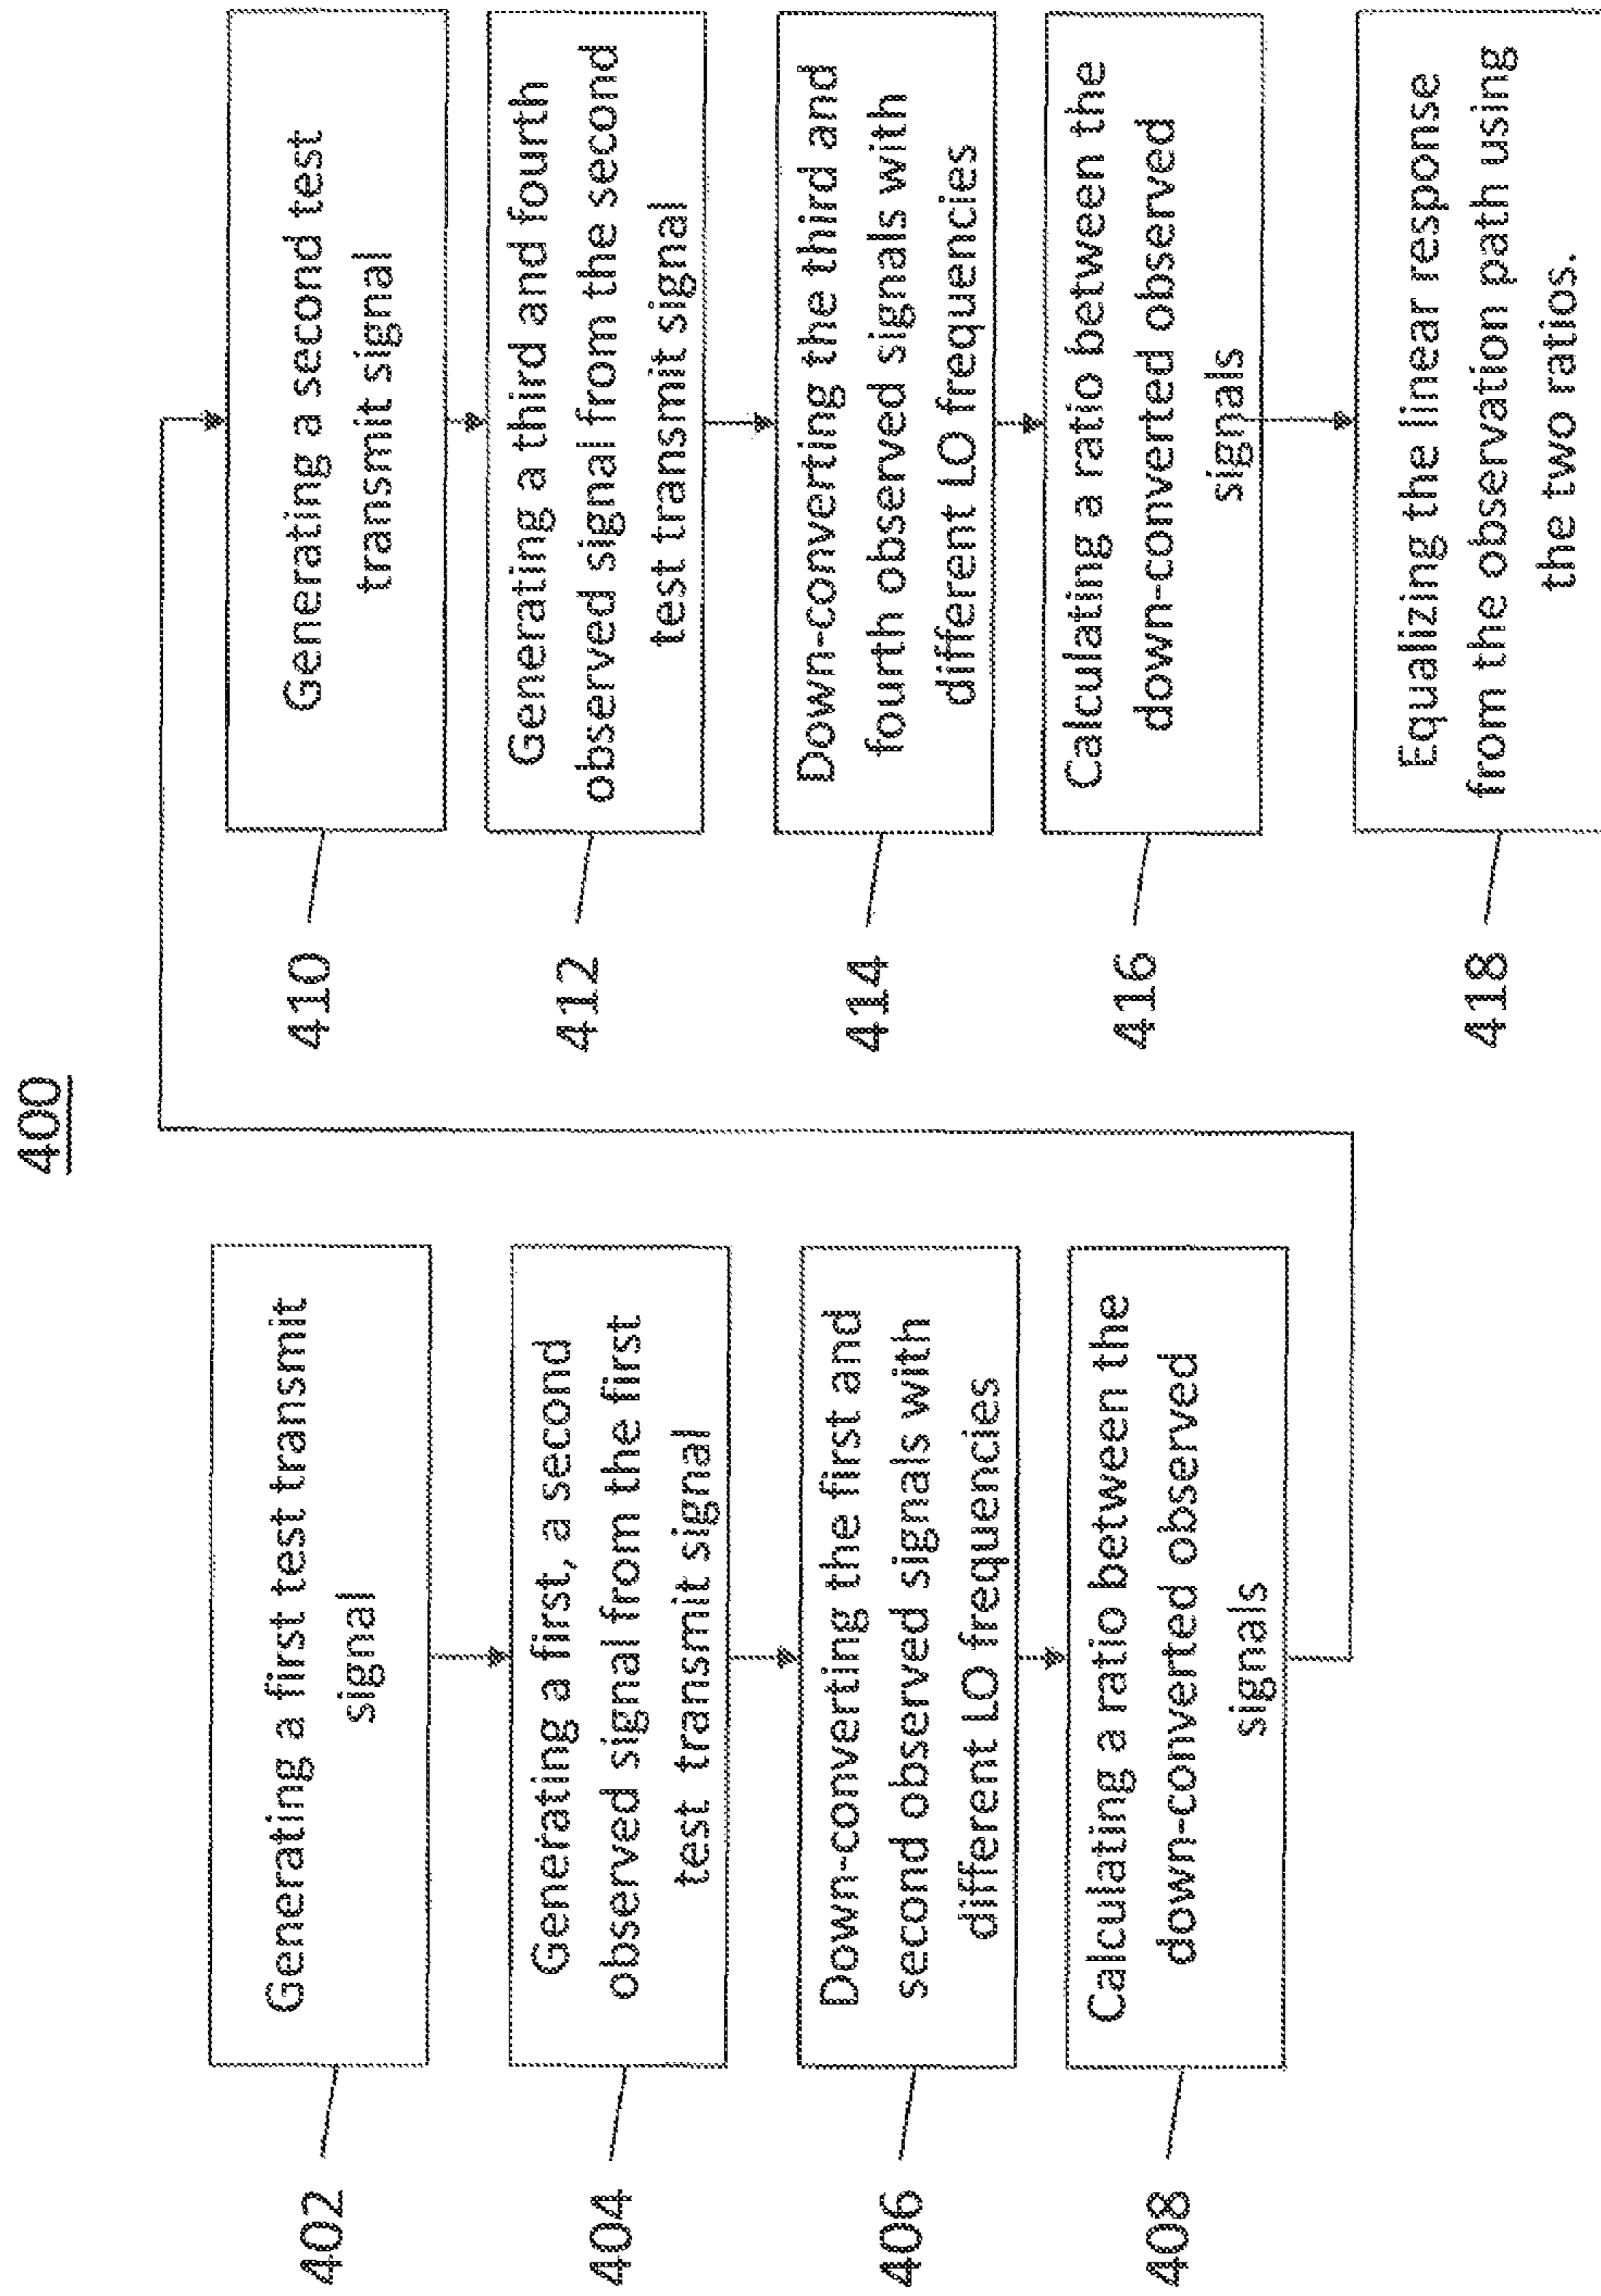 400
402
Generating a first test transmit
signal
404
Generating a first, a second
observed signal from the first
test transmit signal
406
Down-converting the first and
second observed signals with
different LO frequencies
408
Calculating a ratio between the
down-converted observed
signals
410
Generating a second test
transmit signal
412
Generating a third and fourth
observed signal from the second
test transmit signal
414
Down-converting the third and
fourth observed signals with
different LO frequencies
416
Calculating a ratio between the
down-converted observed
signals
418
Equalizing the linear response
from the observation path using
the two ratios.